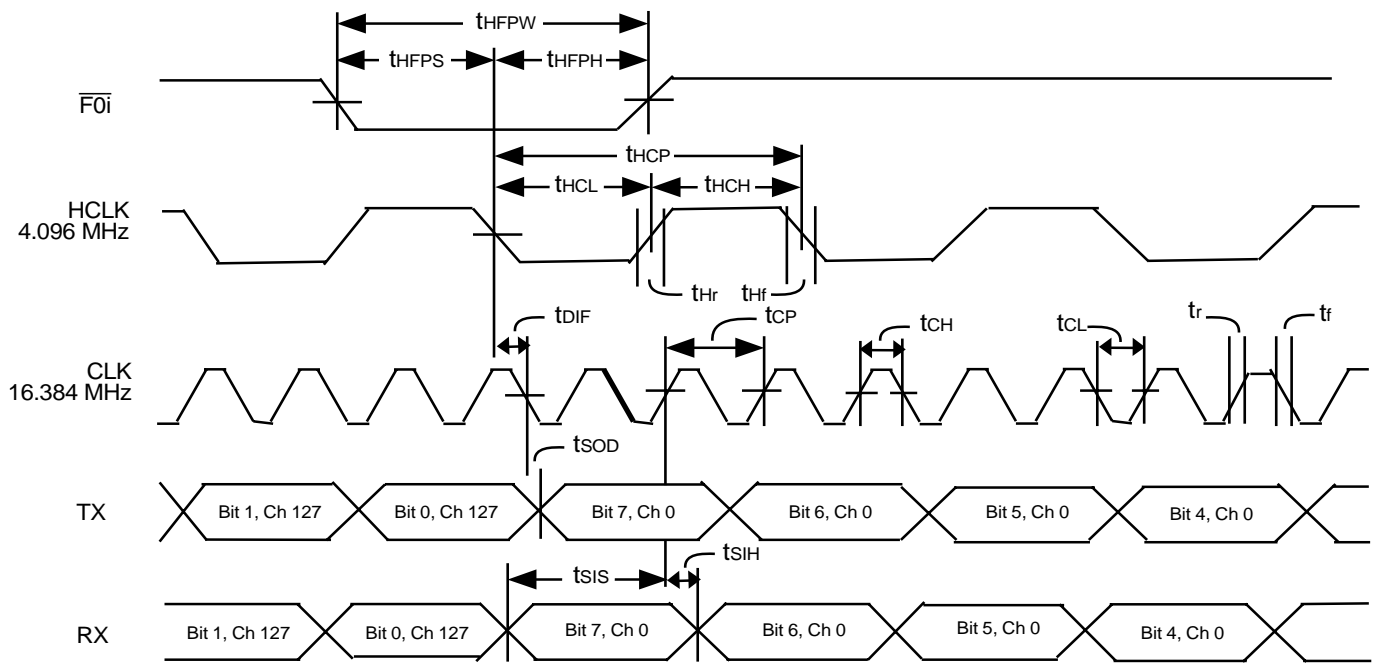 tHFPW
tHFPS
tHFPH
F0i
tHCP
tHCL
tHCH
HCLK
4.096 MHz
tHr
tHf
tDIF
tCP
tCH
tCL
tr
tf
CLK
16.384 MHz
tSOD
TX
Bit 1, Ch 127
Bit 0, Ch 127
Bit 7, Ch 0
Bit 6, Ch 0
Bit 5, Ch 0
Bit 4, Ch 0
tSIH
tSIS
RX
Bit 1, Ch 127
Bit 0, Ch 127
Bit 7, Ch 0
Bit 6, Ch 0
Bit 5, Ch 0
Bit 4, Ch 0